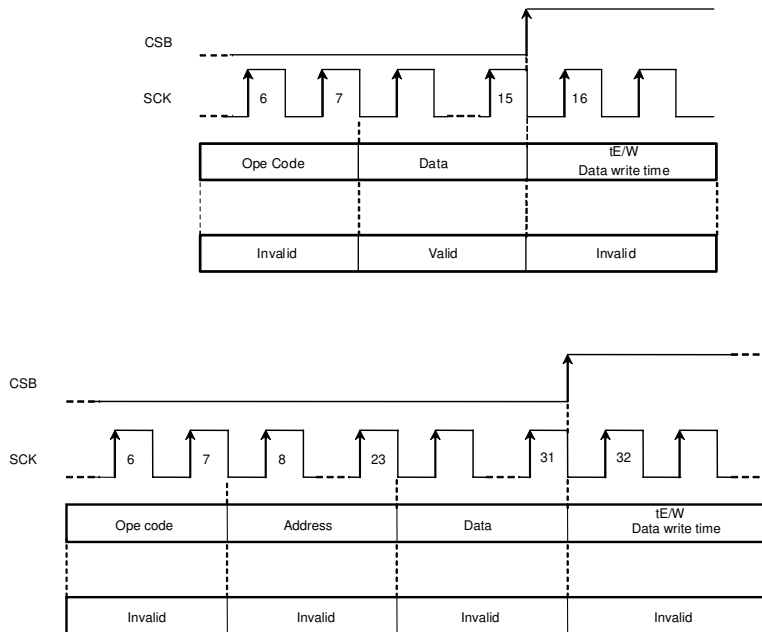 CSB
SCK
6 7 15 16
Ope Code Data tE/W
Data write time
Invalid Valid Invalid
CSB
SCK
6 7 8 23 31 32
Ope code Address Data tE/W
Data write time
Invalid Invalid Invalid Invalid